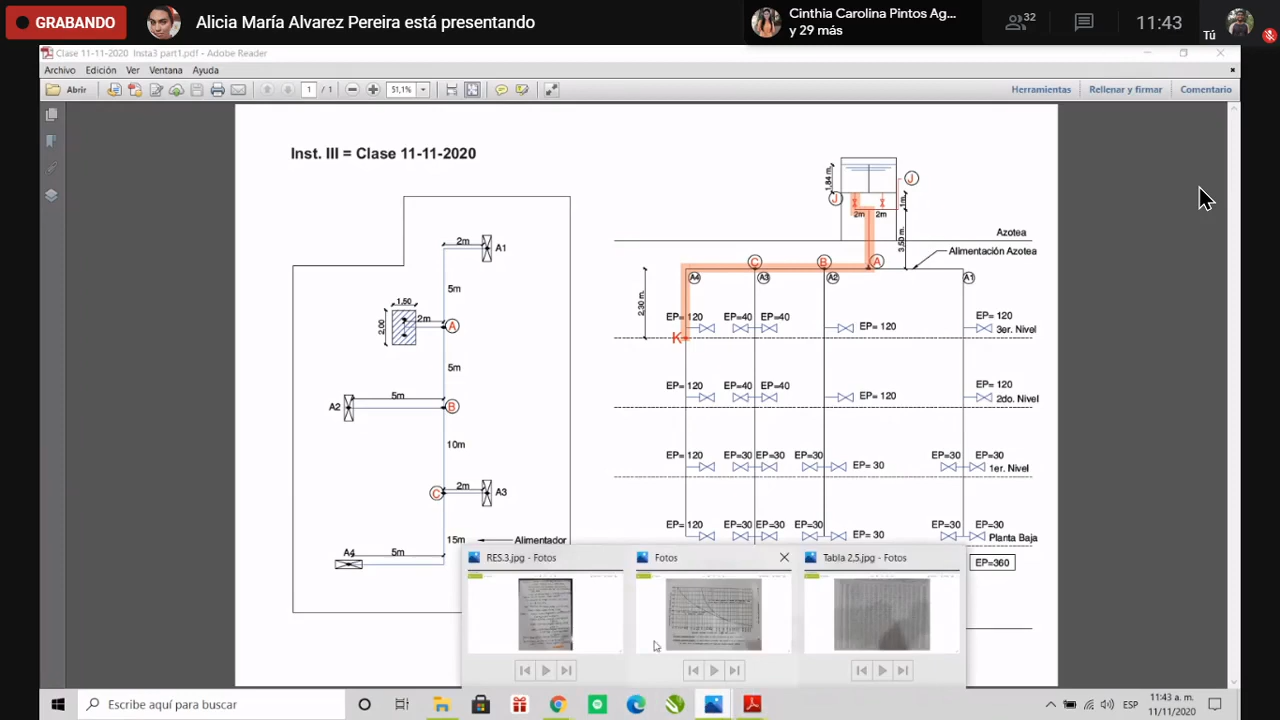 GRABANDO
Alicia María Alvarez Pereira está presentando
Cinthia Carolina Pintos Ag...
y 29 más
32
11:43
Tú
Clase 11-11-2020 Insta3 part1.pdf - Adobe Reader
Archivo Edición Ver Ventana Ayuda
Abrir
1 / 1
51,1%
Herramientas Rellenar y firmar Comentario
Inst. III = Clase 11-11-2020
2m
A1
5m
1,50
2,00
2m
A
5m
5m
A2
B
10m
2m
C
A3
15m
Alimentador
A4
5m
1,84 m.
J
J
1m
2m 2m
3,50 m.
Azotea
Alimentación Azotea
C B A
A4 A3 A2 A1
2,30 m.
EP= 120 EP=40 EP=40 EP= 120 EP= 120
K
3er. Nivel
EP= 120 EP=40 EP=40 EP= 120 EP= 120
2do. Nivel
EP= 120 EP=30 EP=30 EP=30 EP= 30 EP=30 EP=30
1er. Nivel
EP= 120 EP=30 EP=30 EP=30 EP= 30 EP=30 EP=30
Planta Baja
EP=360
RES.3.jpg - Fotos
Fotos
Tabla 2,5.jpg - Fotos
Escribe aquí para buscar
ESP
11:43 a. m.
11/11/2020